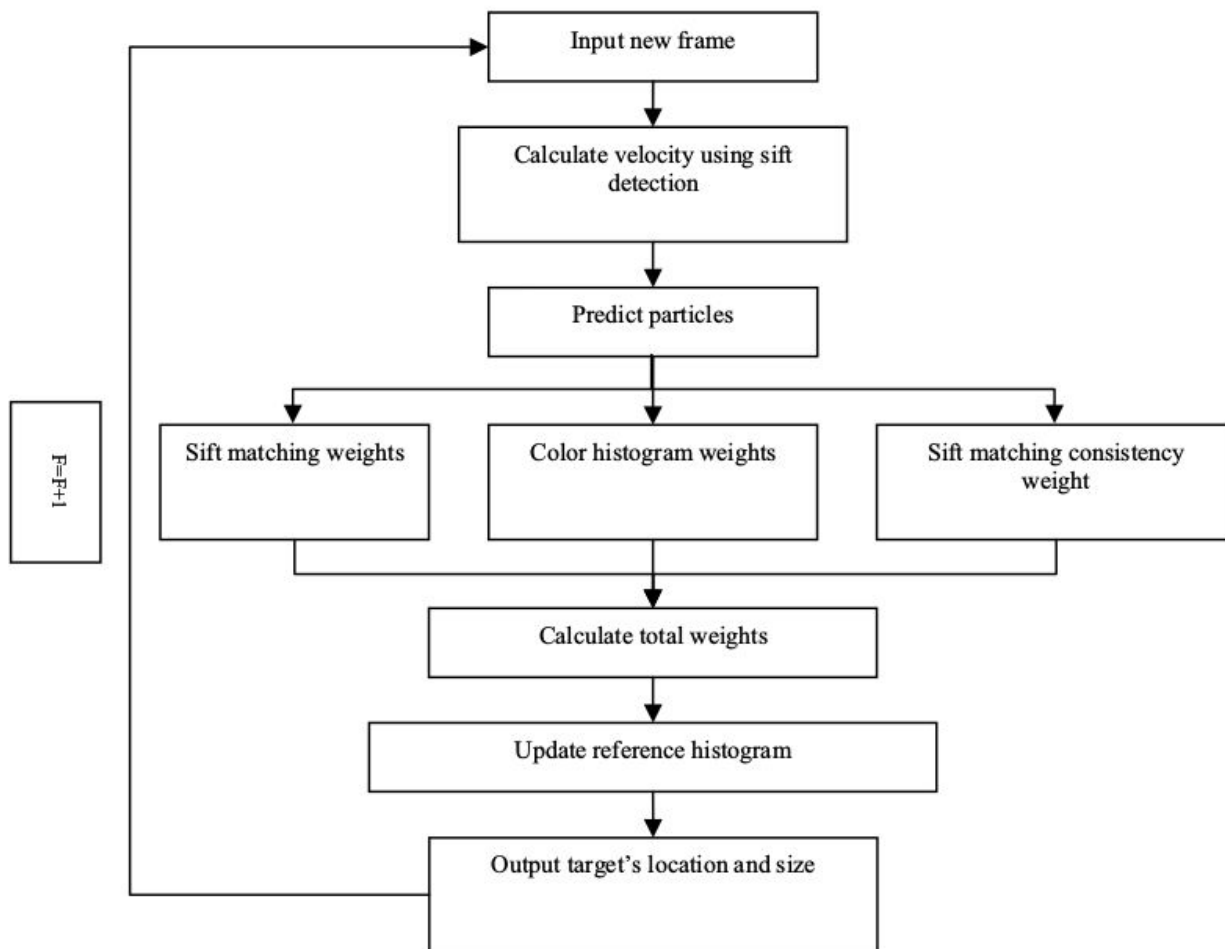 Input new frame
Calculate velocity using sift
detection
Predict particles
Sift matching weights
Color histogram weights
Sift matching consistency
weight
F=F+1
Calculate total weights
Update reference histogram
Output target’s location and size